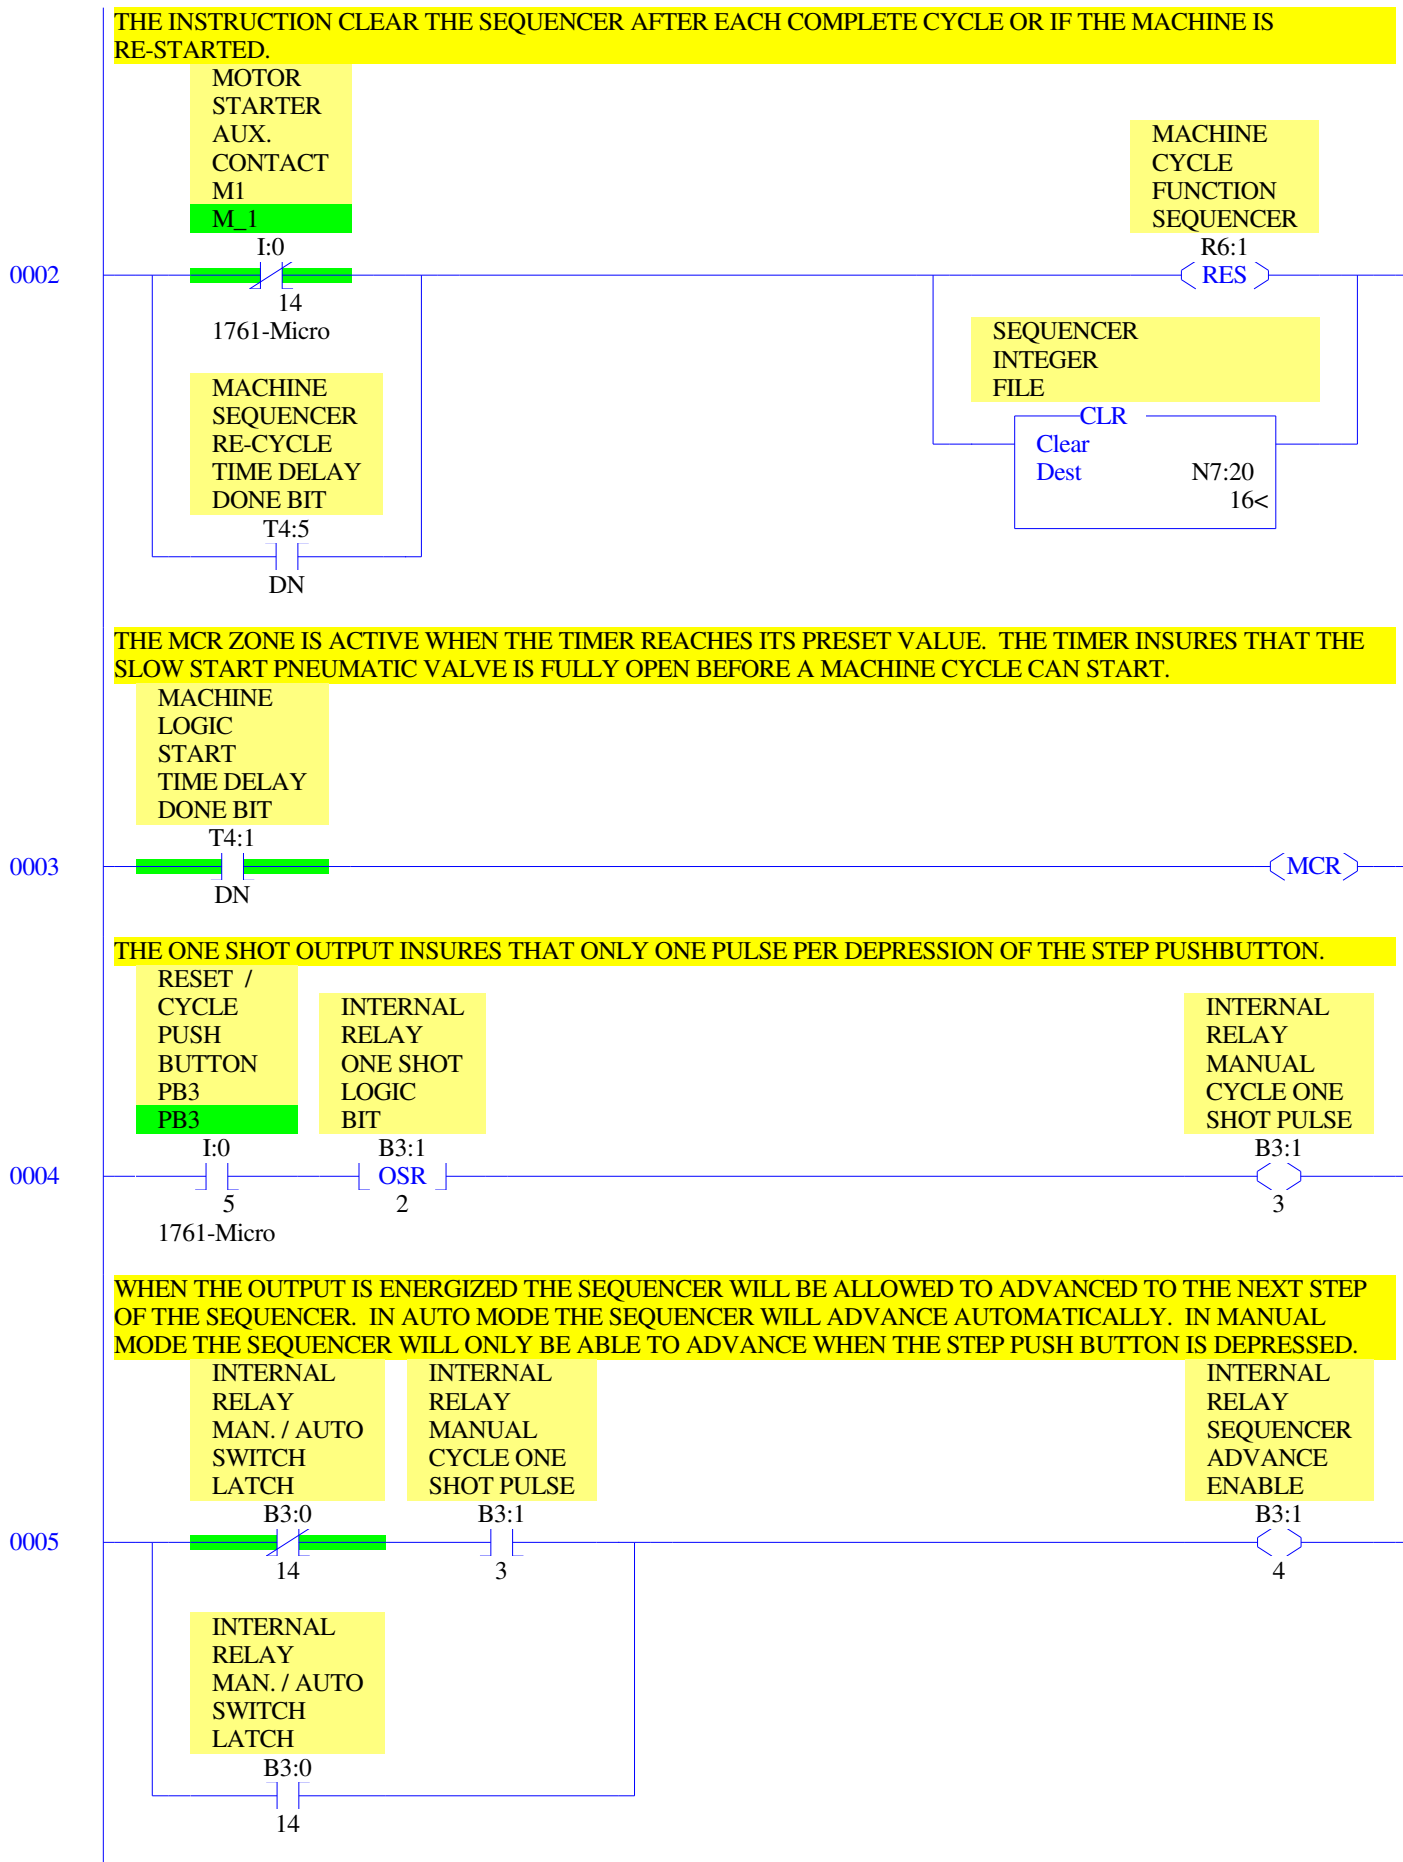 THE INSTRUCTION CLEAR THE SEQUENCER AFTER EACH COMPLETE CYCLE OR IF THE MACHINE IS
RE-STARTED.
MOTOR
STARTER
AUX.
CONTACT
M1
M_1
I:0
14
1761-Micro
MACHINE
CYCLE
FUNCTION
SEQUENCER
R6:1
RES
0002
SEQUENCER
INTEGER
FILE
CLR
Clear
Dest N7:20
16<
MACHINE
SEQUENCER
RE-CYCLE
TIME DELAY
DONE BIT
T4:5
DN
THE MCR ZONE IS ACTIVE WHEN THE TIMER REACHES ITS PRESET VALUE. THE TIMER INSURES THAT THE
SLOW START PNEUMATIC VALVE IS FULLY OPEN BEFORE A MACHINE CYCLE CAN START.
MACHINE
LOGIC
START
TIME DELAY
DONE BIT
T4:1
0003
MCR
DN
THE ONE SHOT OUTPUT INSURES THAT ONLY ONE PULSE PER DEPRESSION OF THE STEP PUSHBUTTON.
RESET /
CYCLE
PUSH
BUTTON
PB3
PB3
I:0
5
1761-Micro
INTERNAL
RELAY
ONE SHOT
LOGIC
BIT
B3:1
OSR
2
INTERNAL
RELAY
MANUAL
CYCLE ONE
SHOT PULSE
B3:1
3
0004
WHEN THE OUTPUT IS ENERGIZED THE SEQUENCER WILL BE ALLOWED TO ADVANCED TO THE NEXT STEP
OF THE SEQUENCER. IN AUTO MODE THE SEQUENCER WILL ADVANCE AUTOMATICALLY. IN MANUAL
MODE THE SEQUENCER WILL ONLY BE ABLE TO ADVANCE WHEN THE STEP PUSH BUTTON IS DEPRESSED.
INTERNAL
RELAY
MAN. / AUTO
SWITCH
LATCH
B3:0
14
INTERNAL
RELAY
MANUAL
CYCLE ONE
SHOT PULSE
B3:1
3
INTERNAL
RELAY
SEQUENCER
ADVANCE
ENABLE
B3:1
4
0005
INTERNAL
RELAY
MAN. / AUTO
SWITCH
LATCH
B3:0
14